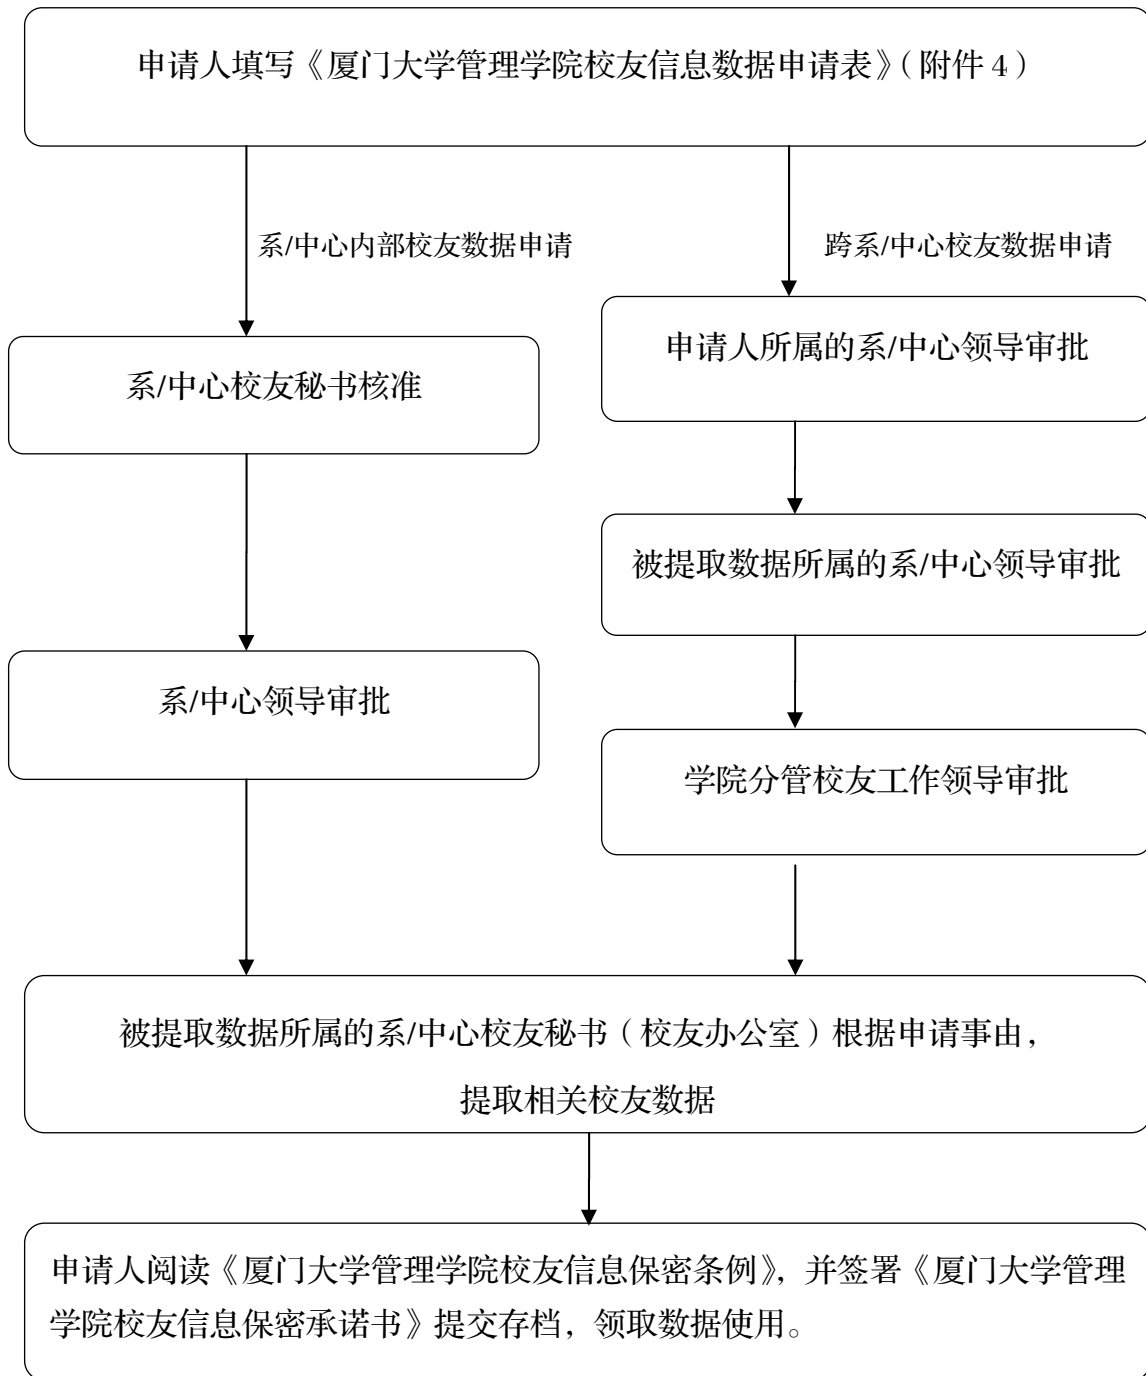 申请人填写《厦门大学管理学院校友信息数据申请表》（附件 4）
系/中心内部校友数据申请
跨系/中心校友数据申请
系/中心校友秘书核准
申请人所属的系/中心领导审批
被提取数据所属的系/中心领导审批
系/中心领导审批
学院分管校友工作领导审批
被提取数据所属的系/中心校友秘书（校友办公室）根据申请事由，
提取相关校友数据
申请人阅读《厦门大学管理学院校友信息保密条例》，并签署《厦门大学管理
学院校友信息保密承诺书》提交存档，领取数据使用。